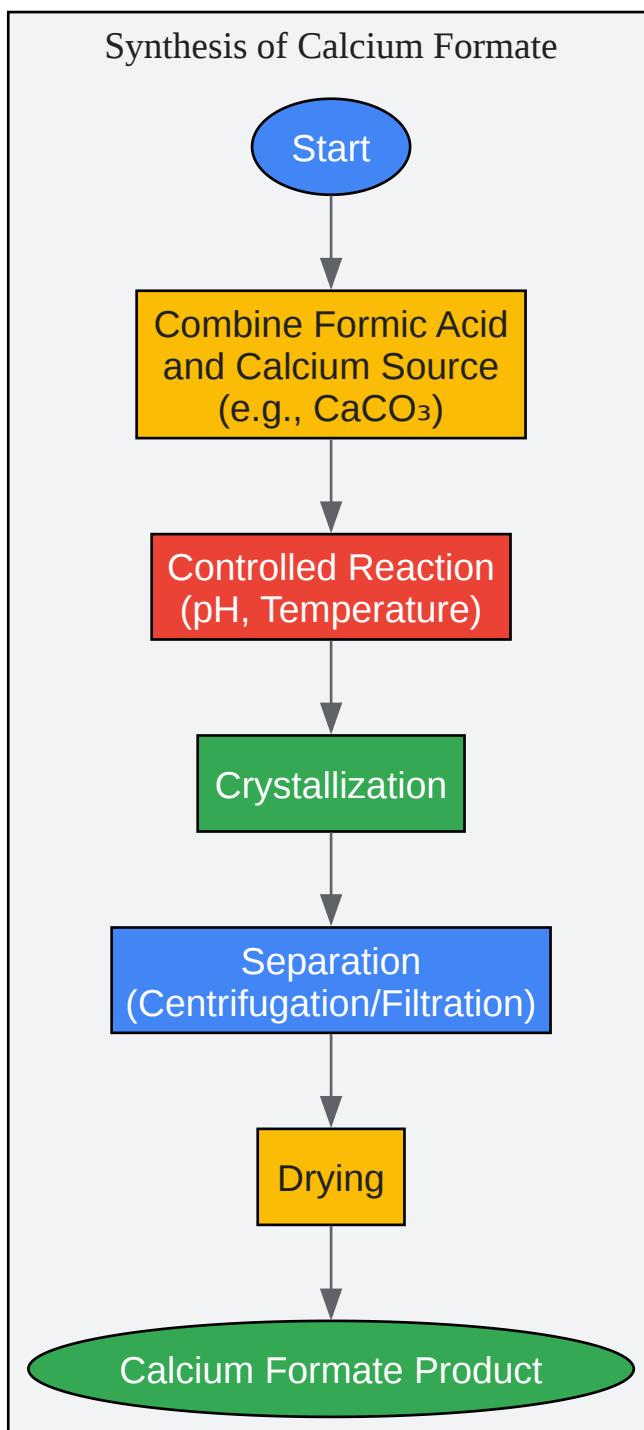 Synthesis of Calcium Formate
Start
Combine Formic Acid
and Calcium Source
(e.g., CaCO₃)
Controlled Reaction
(pH, Temperature)
Crystallization
Separation
(Centrifugation/Filtration)
Drying
Calcium Formate Product